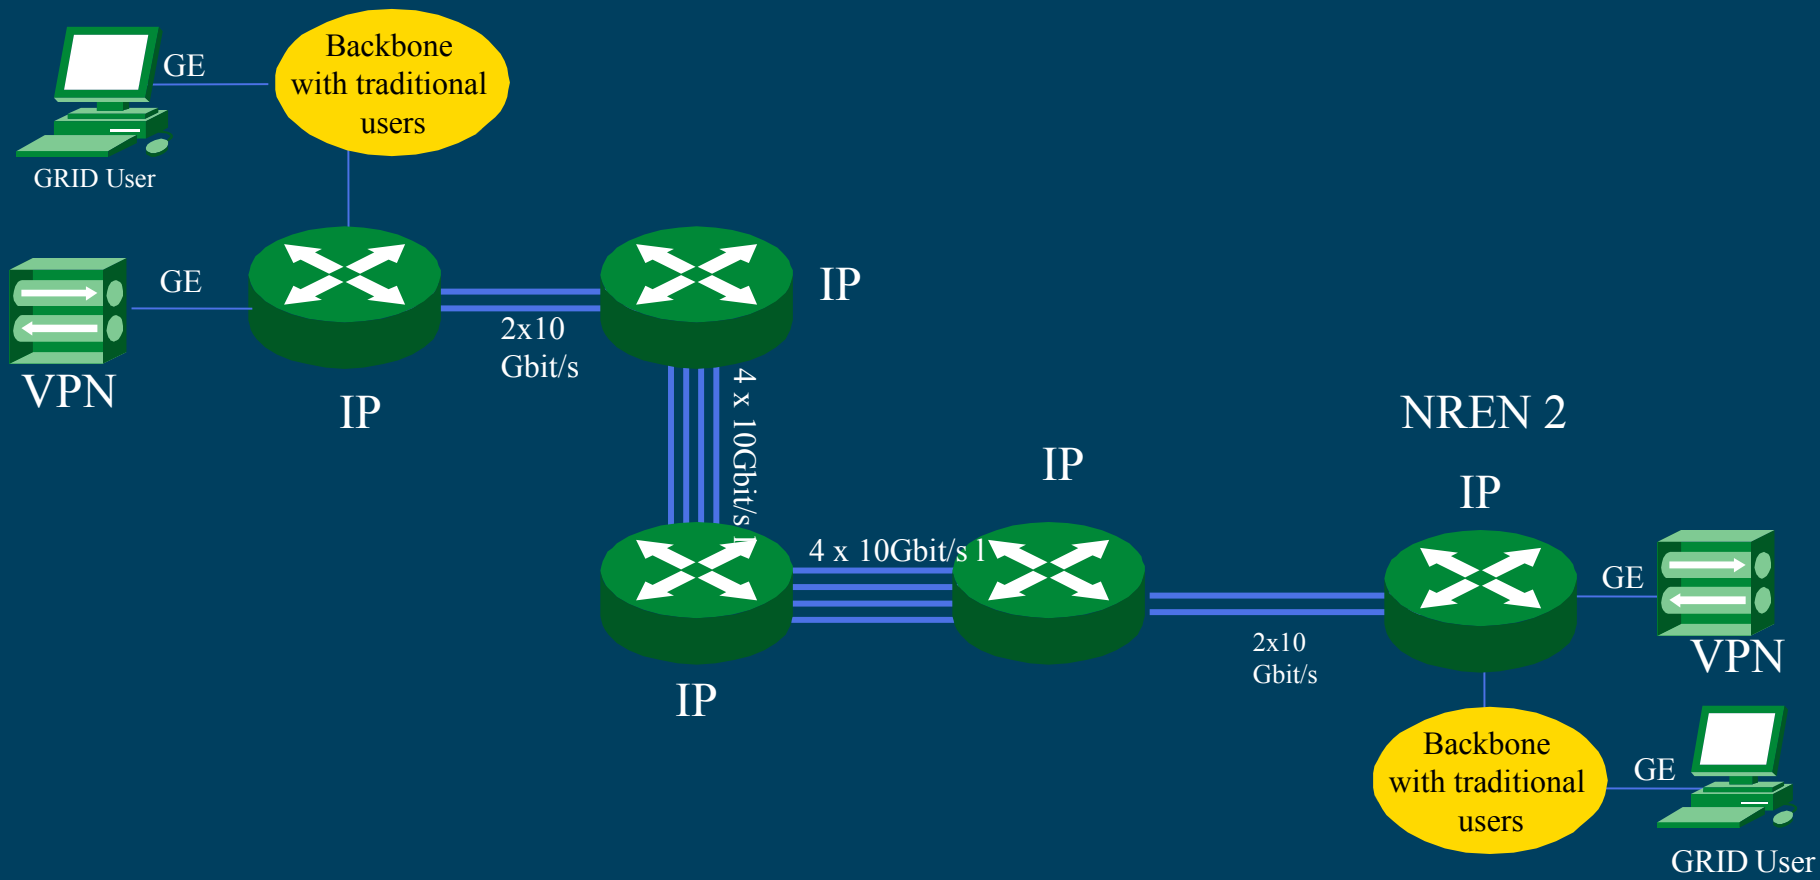 GE
Backbone
with traditional
users
GRID User
GE
VPN
IP
2x10
Gbit/s
IP
4 x 10Gbit/s l
IP
4 x 10Gbit/s l
IP
2x10
Gbit/s
NREN 2
IP
GE
VPN
Backbone
with traditional
users
GE
GRID User